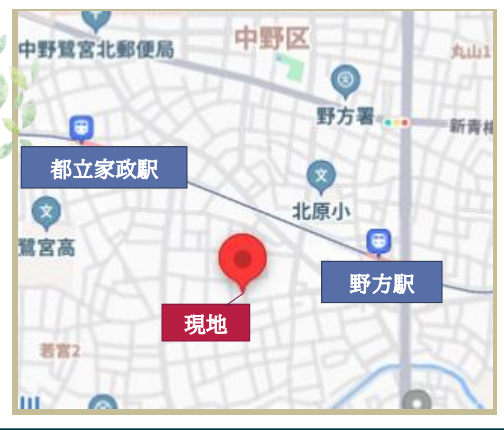 中野区
中野鷺宮北郵便局
丸山1
野方署
新青梅
都立家政駅
北原小
鷺宮高
野方駅
現地
若宮2